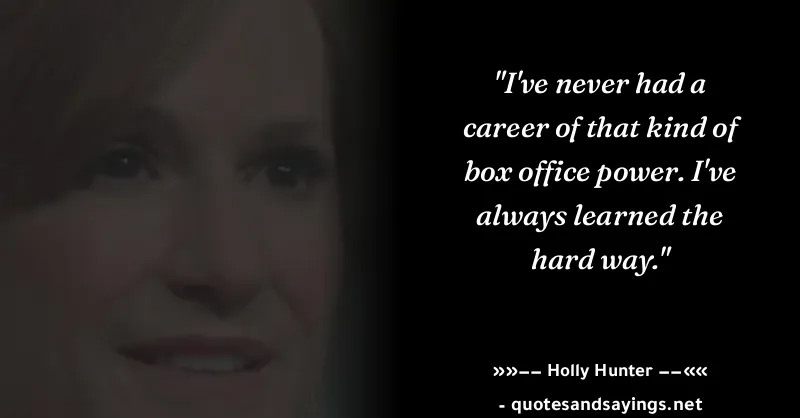 "I've never had a
career of that kind of
box office power. I've
always learned the
hard way."
»»–– Holly Hunter ––««
- quotesandsayings.net